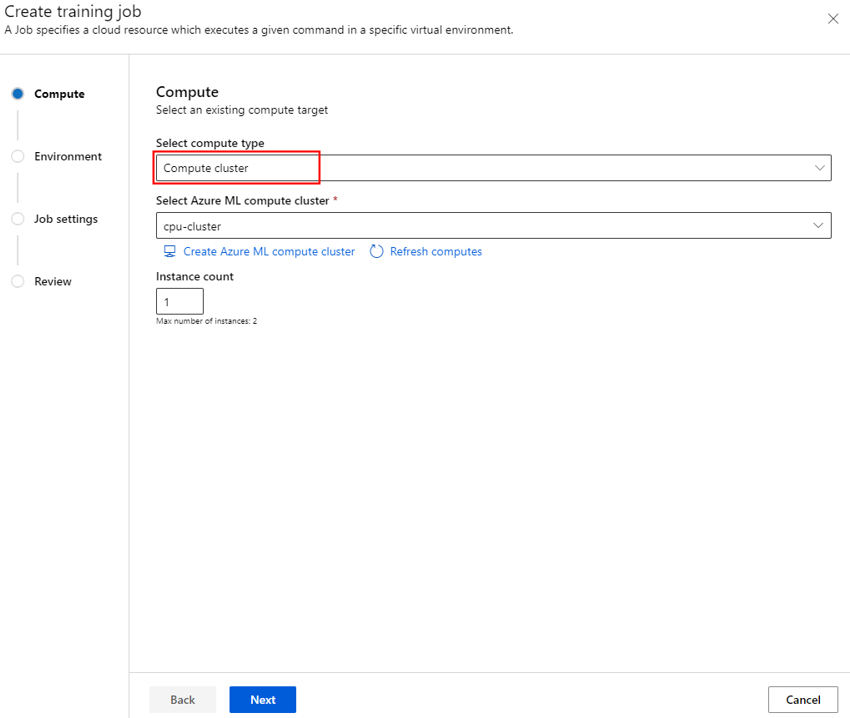 Create training job
A Job specifies a cloud resource which executes a given command in a specific virtual environment.
Compute
Environment
Job settings
Review
Compute
Select an existing compute target
Select compute type
Compute cluster
Select Azure ML compute cluster *
cpu-cluster
Create Azure ML compute cluster Refresh computes
Instance count
1
Max number of instances: 2
Back Next Cancel